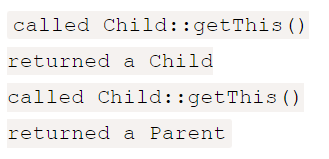 called Child::getThis()
returned a Child
called Child::getThis()
returned a Parent